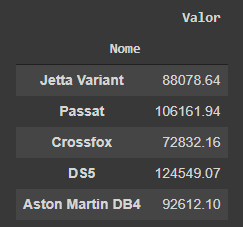 Valor
Nome
Jetta Variant 88078.64
Passat 106161.94
Crossfox 72832.16
DS5 124549.07
Aston Martin DB4 92612.10